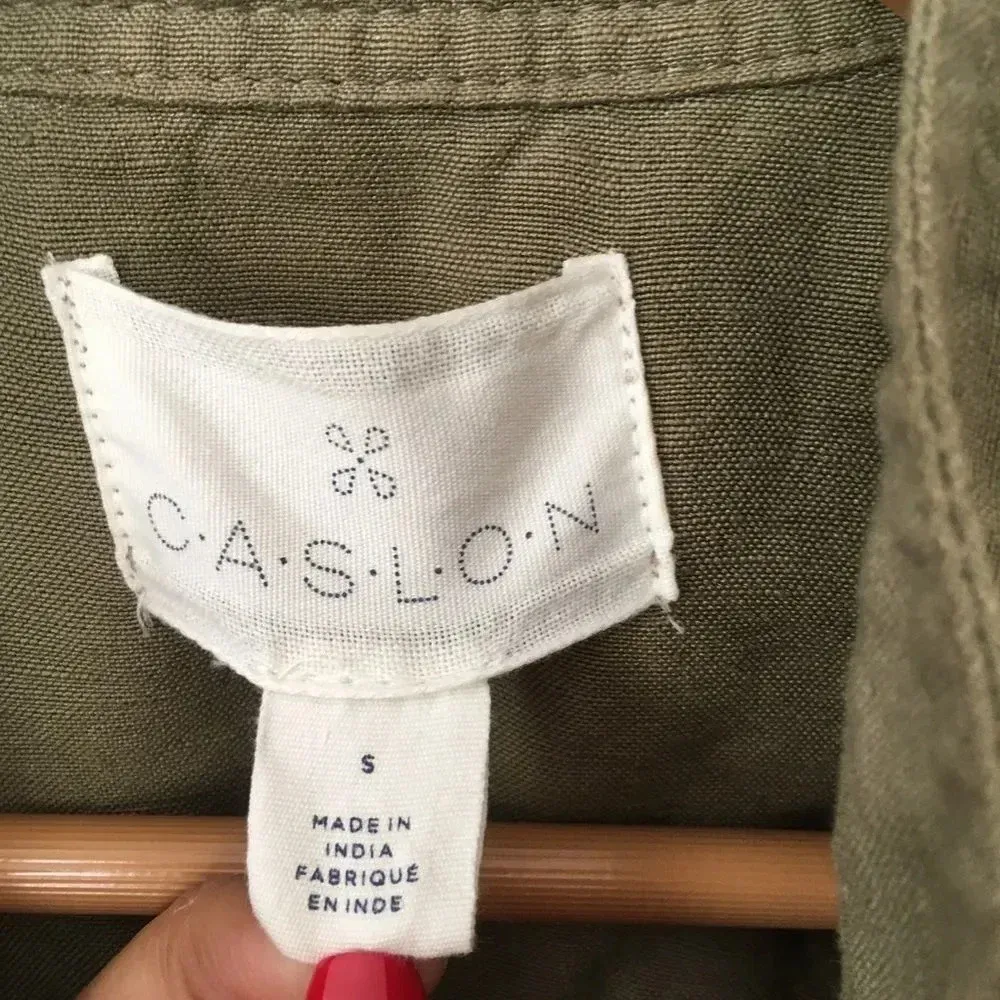 C·A·S·L·O·N
S
MADE IN
INDIA
FABRIQUÉ
EN INDE